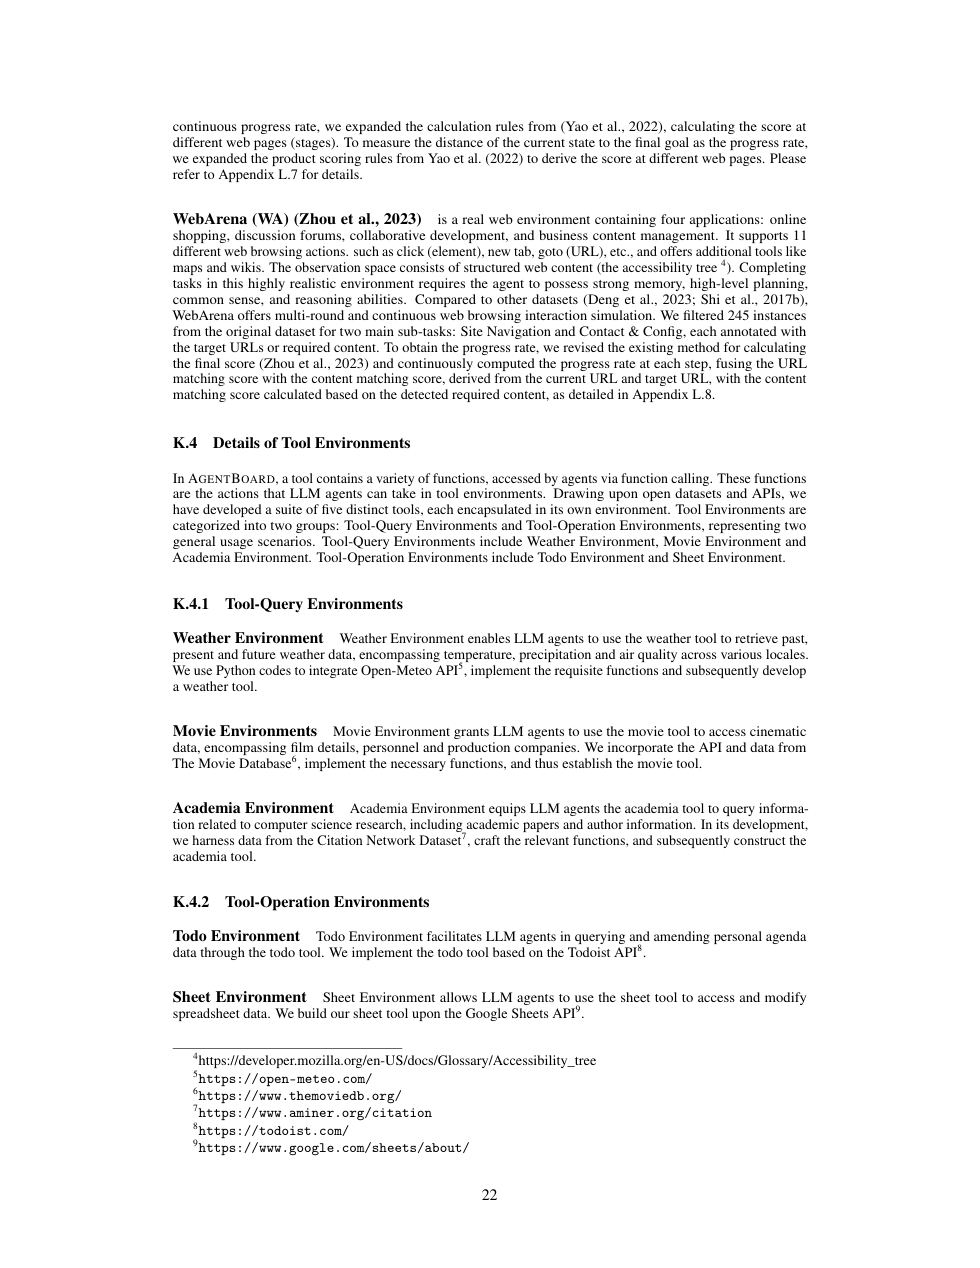 continuous progress rate, we expanded the calculation rules from (Yao et al., 2022), calculating the score at
different web pages (stages). To measure the distance of the current state to the final goal as the progress rate,
we expanded the product scoring rules from Yao et al. (2022) to derive the score at different web pages. Please
refer to Appendix L.7 for details.
WebArena (WA) (Zhou et al., 2023) is a real web environment containing four applications: online
shopping, discussion forums, collaborative development, and business content management. It supports 11
different web browsing actions. such as click (element), new tab, goto (URL), etc., and offers additional tools like
maps and wikis. The observation space consists of structured web content (the accessibility tree 4). Completing
tasks in this highly realistic environment requires the agent to possess strong memory, high-level planning,
common sense, and reasoning abilities. Compared to other datasets (Deng et al., 2023; Shi et al., 2017b),
WebArena offers multi-round and continuous web browsing interaction simulation. We filtered 245 instances
from the original dataset for two main sub-tasks: Site Navigation and Contact & Config, each annotated with
the target URLs or required content. To obtain the progress rate, we revised the existing method for calculating
the final score (Zhou et al., 2023) and continuously computed the progress rate at each step, fusing the URL
matching score with the content matching score, derived from the current URL and target URL, with the content
matching score calculated based on the detected required content, as detailed in Appendix L.8.
K.4 Details of Tool Environments
In AGENTBOARD, a tool contains a variety of functions, accessed by agents via function calling. These functions
are the actions that LLM agents can take in tool environments. Drawing upon open datasets and APIs, we
have developed a suite of five distinct tools, each encapsulated in its own environment. Tool Environments are
categorized into two groups: Tool-Query Environments and Tool-Operation Environments, representing two
general usage scenarios. Tool-Query Environments include Weather Environment, Movie Environment and
Academia Environment. Tool-Operation Environments include Todo Environment and Sheet Environment.
K.4.1 Tool-Query Environments
Weather Environment Weather Environment enables LLM agents to use the weather tool to retrieve past,
present and future weather data, encompassing temperature, precipitation and air quality across various locales.
We use Python codes to integrate Open-Meteo API5, implement the requisite functions and subsequently develop
a weather tool.
Movie Environments Movie Environment grants LLM agents to use the movie tool to access cinematic
data, encompassing film details, personnel and production companies. We incorporate the API and data from
The Movie Database6, implement the necessary functions, and thus establish the movie tool.
Academia Environment Academia Environment equips LLM agents the academia tool to query informa-
tion related to computer science research, including academic papers and author information. In its development,
we harness data from the Citation Network Dataset7, craft the relevant functions, and subsequently construct the
academia tool.
K.4.2 Tool-Operation Environments
Todo Environment Todo Environment facilitates LLM agents in querying and amending personal agenda
data through the todo tool. We implement the todo tool based on the Todoist API8.
Sheet Environment Sheet Environment allows LLM agents to use the sheet tool to access and modify
spreadsheet data. We build our sheet tool upon the Google Sheets API9.
4https://developer.mozilla.org/en-US/docs/Glossary/Accessibility_tree
5https://open-meteo.com/
6https://www.themoviedb.org/
7https://www.aminer.org/citation
8https://todoist.com/
9https://www.google.com/sheets/about/
22